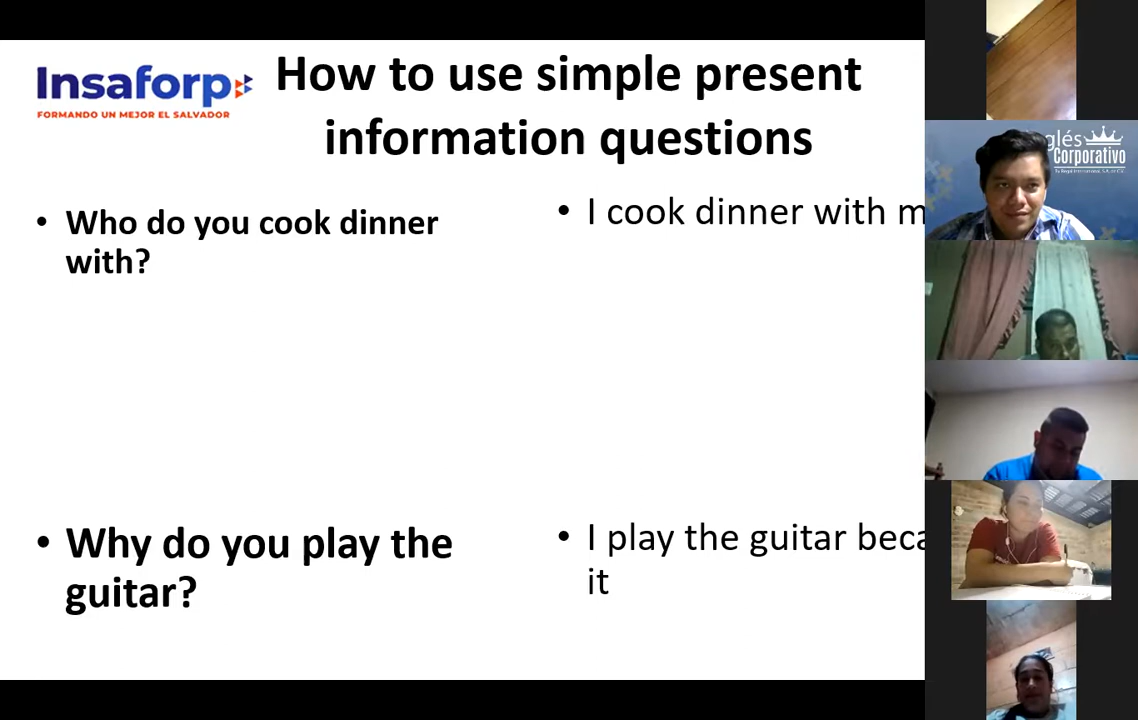 Insaforp
FORMANDO UN MEJOR EL SALVADOR
How to use simple present
information questions
• Who do you cook dinner
with?
• I cook dinner with m
• Why do you play the
guitar?
• I play the guitar beca
it
glés
Corporativo